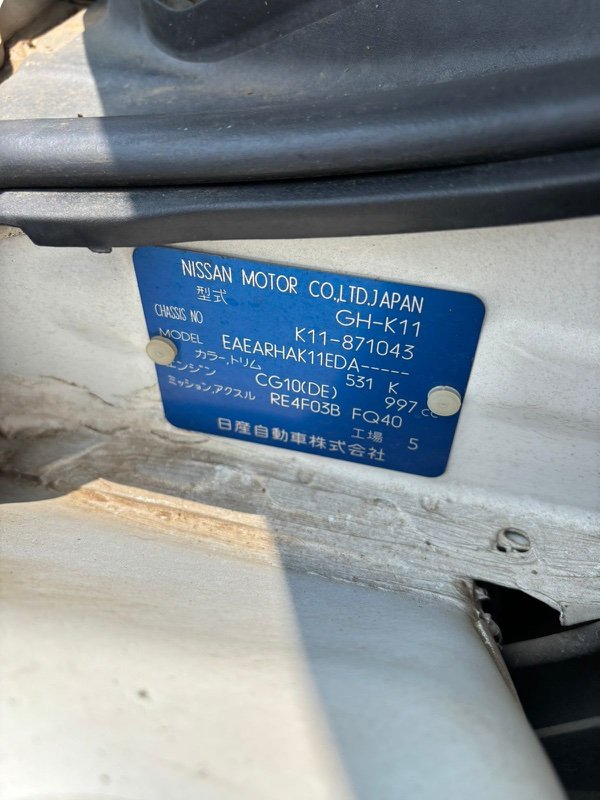 NISSAN MOTOR CO.,LTD.JAPAN
型式 GH-K11
CHASSIS NO K11-871043
MODEL EAEARHAK11EDA-----
カラー,トリム 531 K
エンジン CG10(DE) 997 cc
ミッション,アクスル RE4F03B FQ40
工場 5
日産自動車株式会社